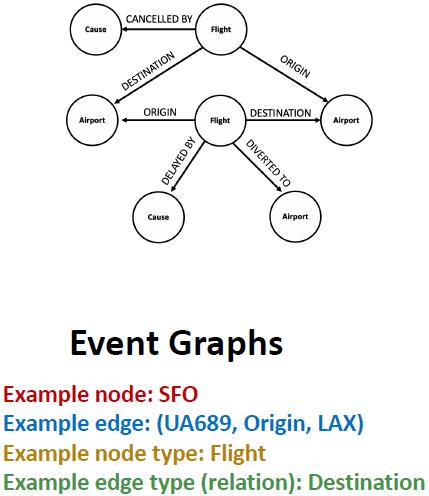 CANCELLED BY
Cause
Flight
DESTINATION
ORIGIN
Airport
ORIGIN
Flight
DESTINATION
Airport
DELAYED BY
DIVERTED TO
Cause
Airport
Event Graphs
Example node: SFO
Example edge: (UA689, Origin, LAX)
Example node type: Flight
Example edge type (relation): Destination